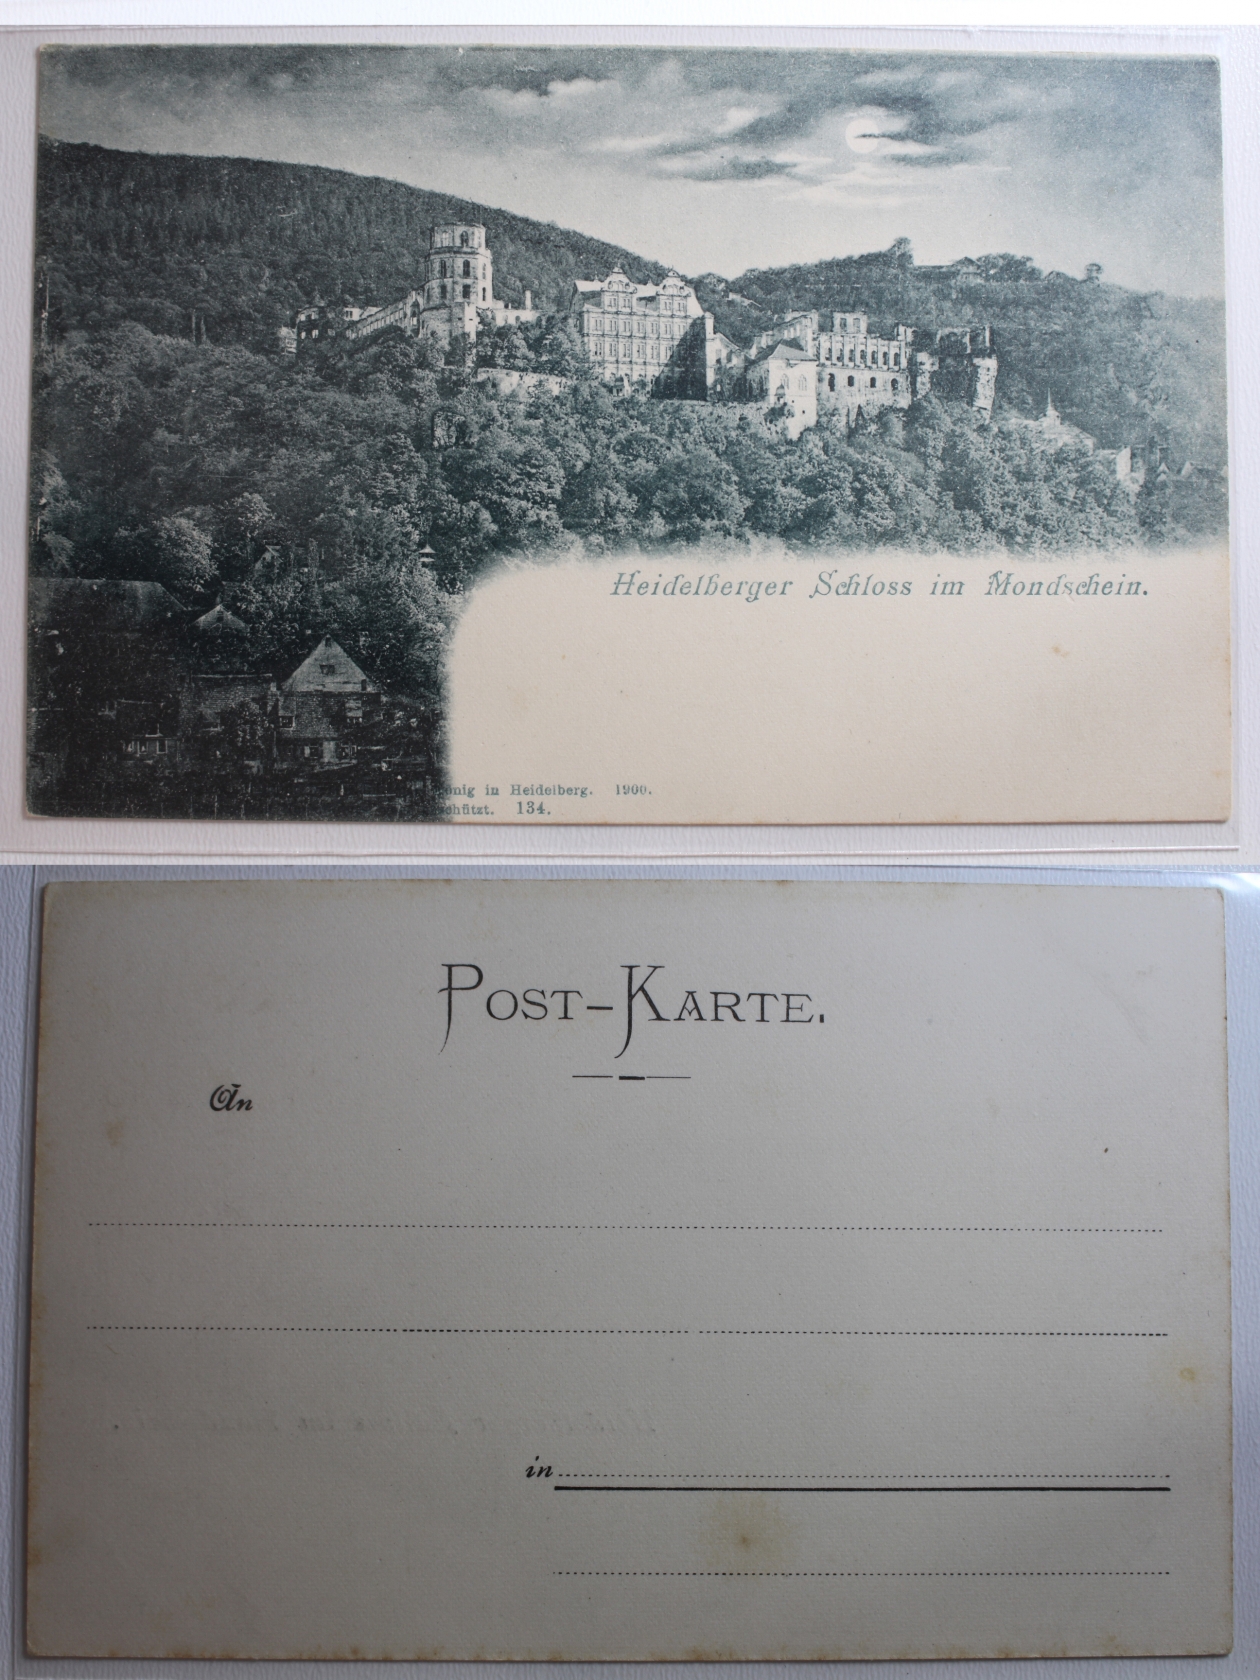 Heidelberger Schloss im Mondschein.
in Heidelberg. 1900.
134.
POST-KARTE.
An
in